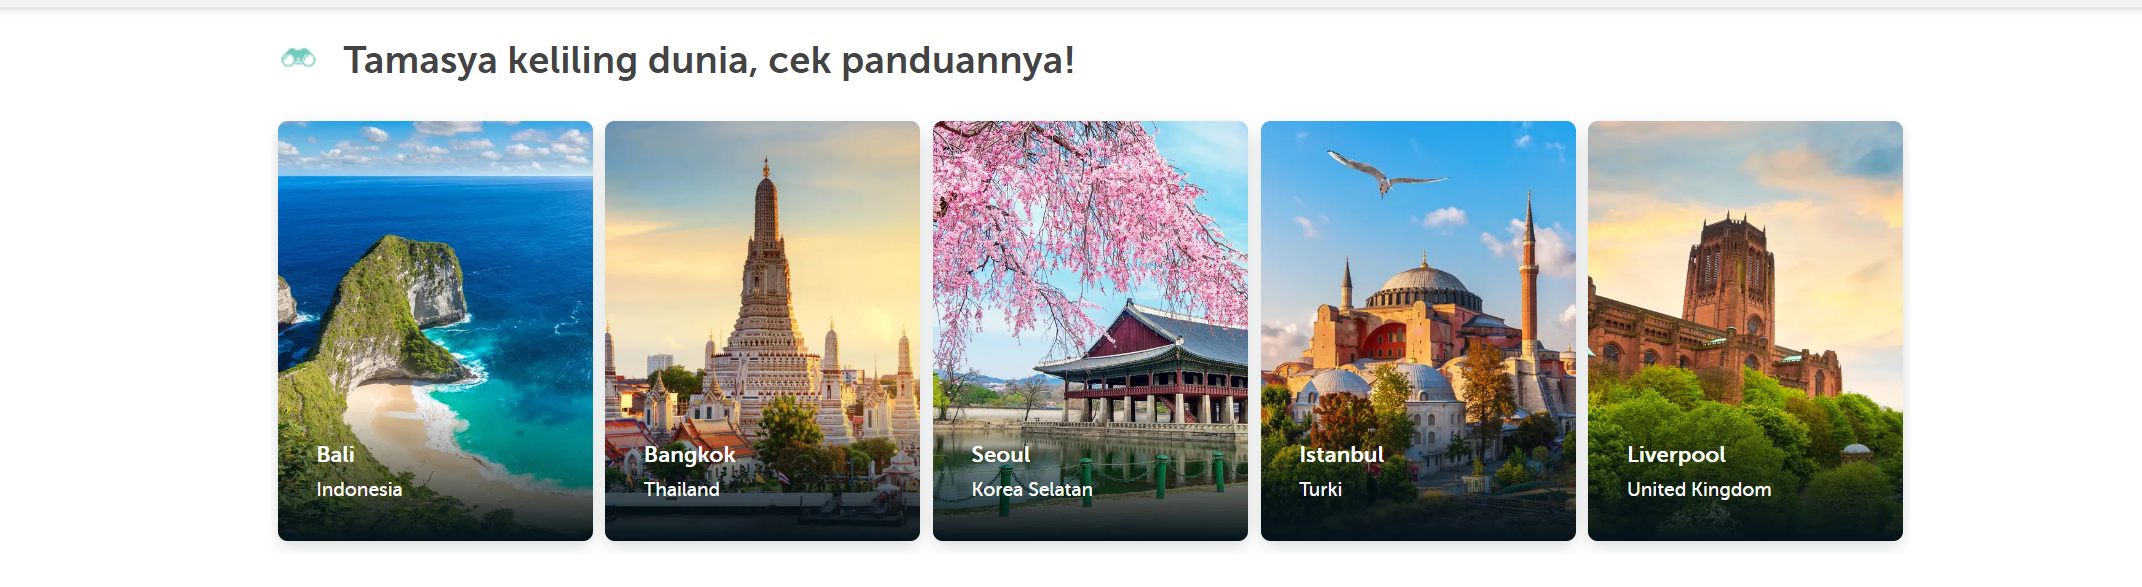 Tamasya keliling dunia, cek panduannya!
Bali
Indonesia
Bangkok
Thailand
Seoul
Korea Selatan
Istanbul
Turki
Liverpool
United Kingdom